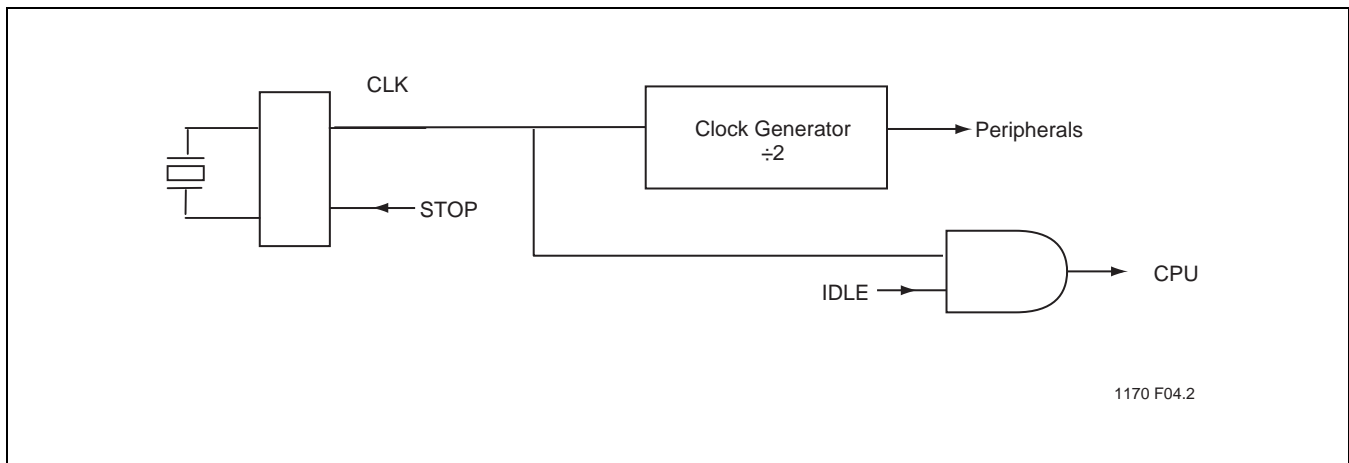 CLK
Clock Generator
÷2
Peripherals
STOP
IDLE
CPU
1170 F04.2